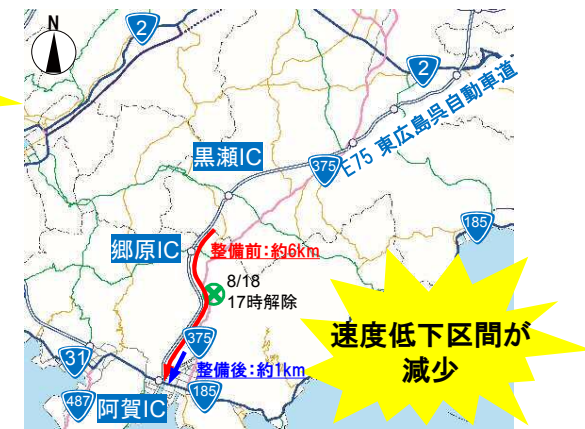 N
2
2
E75 東広島呉自動車道
黒瀬IC
375
185
郷原IC
整備前:約6km
8/18
17時解除
速度低下区間が
減少
375
31
整備後:約1km
487
阿賀IC
185